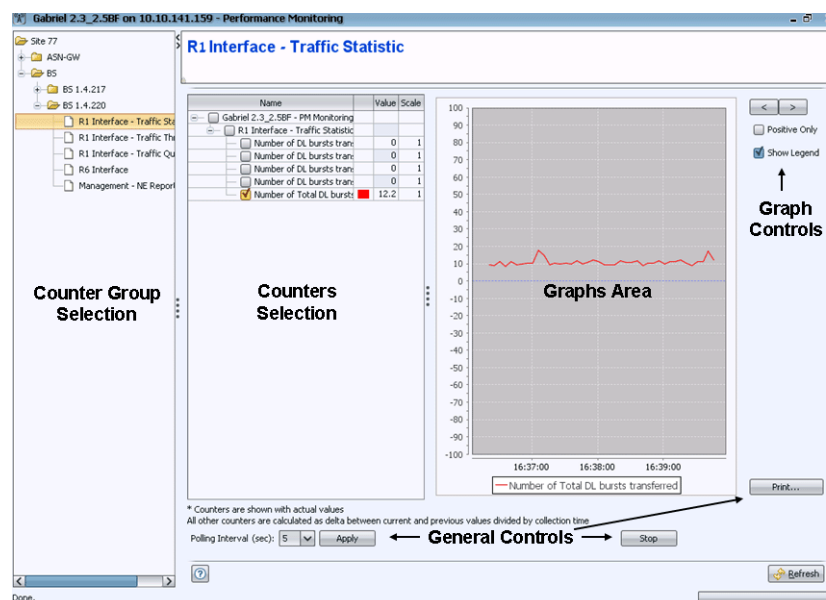 Gabriel 2.3_2.5BF on 10.10.141.159 - Performance Monitoring
Site 77
ASN-GW
BS
BS 1.4.217
BS 1.4.220
R1 Interface - Traffic Sta
R1 Interface - Traffic Thr
R1 Interface - Traffic Qu
R6 Interface
Management - NE Report
Counter Group
Selection
R1 Interface - Traffic Statistic
Name Value Scale
Gabriel 2.3_2.5BF - PM Monitoring
R1 Interface - Traffic Statistic
Number of DL bursts trans 0 1
Number of DL bursts trans 0 1
Number of DL bursts trans 0 1
Number of DL bursts trans 0 1
Number of Total DL bursts 12.2 1
Counters
Selection
100
90
80
70
60
50
40
30
20
10
0
-10
-20
-30
-40
-50
-60
-70
-80
-90
-100
Graphs Area
16:37:00 16:38:00 16:39:00
Number of Total DL bursts transferred
< >
Positive Only
Show Legend
Graph
Controls
Print...
* Counters are shown with actual values
All other counters are calculated as delta between current and previous values divided by collection time
Polling Interval (sec): 5 Apply
General Controls
Stop
?
Refresh
Done.